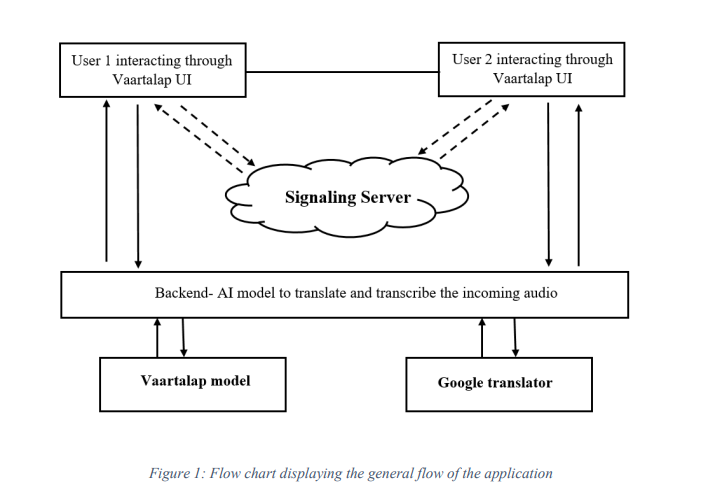 User 1 interacting through
Vaartalap UI
User 2 interacting through
Vaartalap UI
Signaling Server
Backend- AI model to translate and transcribe the incoming audio
Vaartalap model
Google translator
Figure 1: Flow chart displaying the general flow of the application